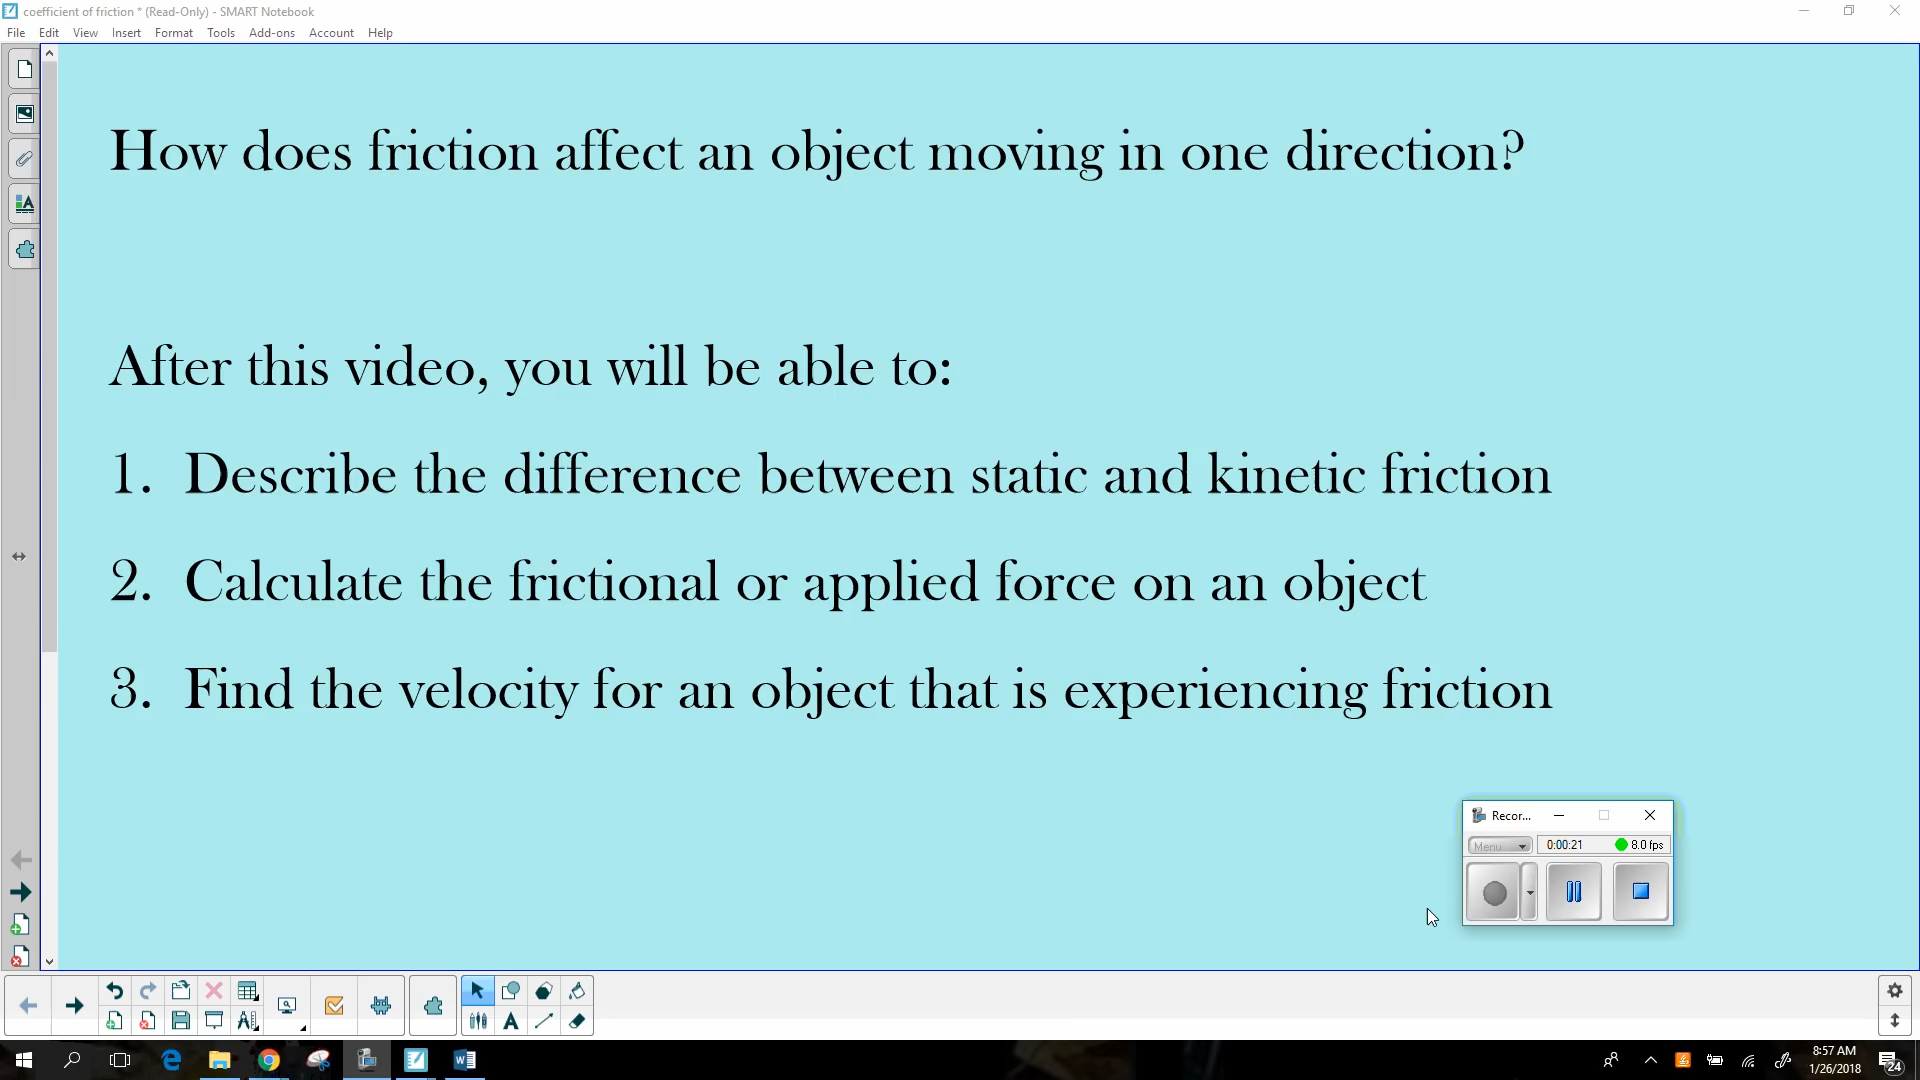 coefficient of friction * (Read-Only) - SMART Notebook
File Edit View Insert Format Tools Add-ons Account Help
How does friction affect an object moving in one direction?
After this video, you will be able to:
1. Describe the difference between static and kinetic friction
2. Calculate the frictional or applied force on an object
3. Find the velocity for an object that is experiencing friction
Recor...
Menu 0:00:21 8.0 fps
8:57 AM
1/26/2018
24